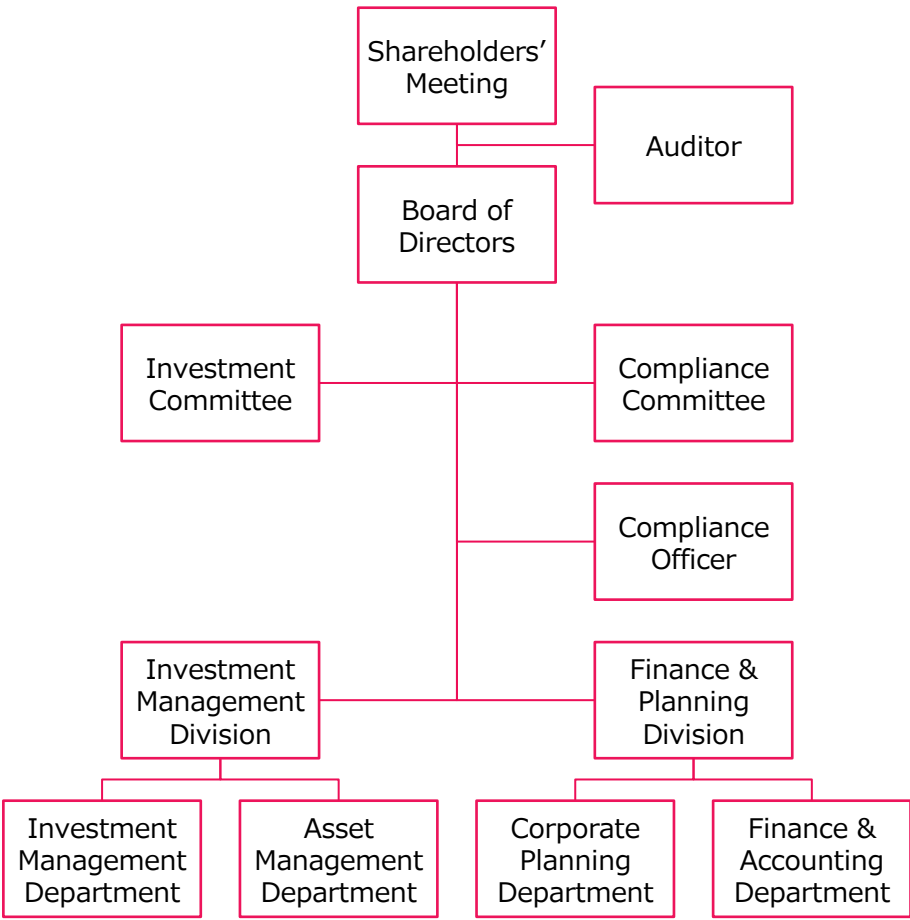 Shareholders’
Meeting
Auditor
Board of
Directors
Investment
Committee
Compliance
Committee
Compliance
Officer
Investment
Management
Division
Finance &
Planning
Division
Investment
Management
Department
Asset
Management
Department
Corporate
Planning
Department
Finance &
Accounting
Department